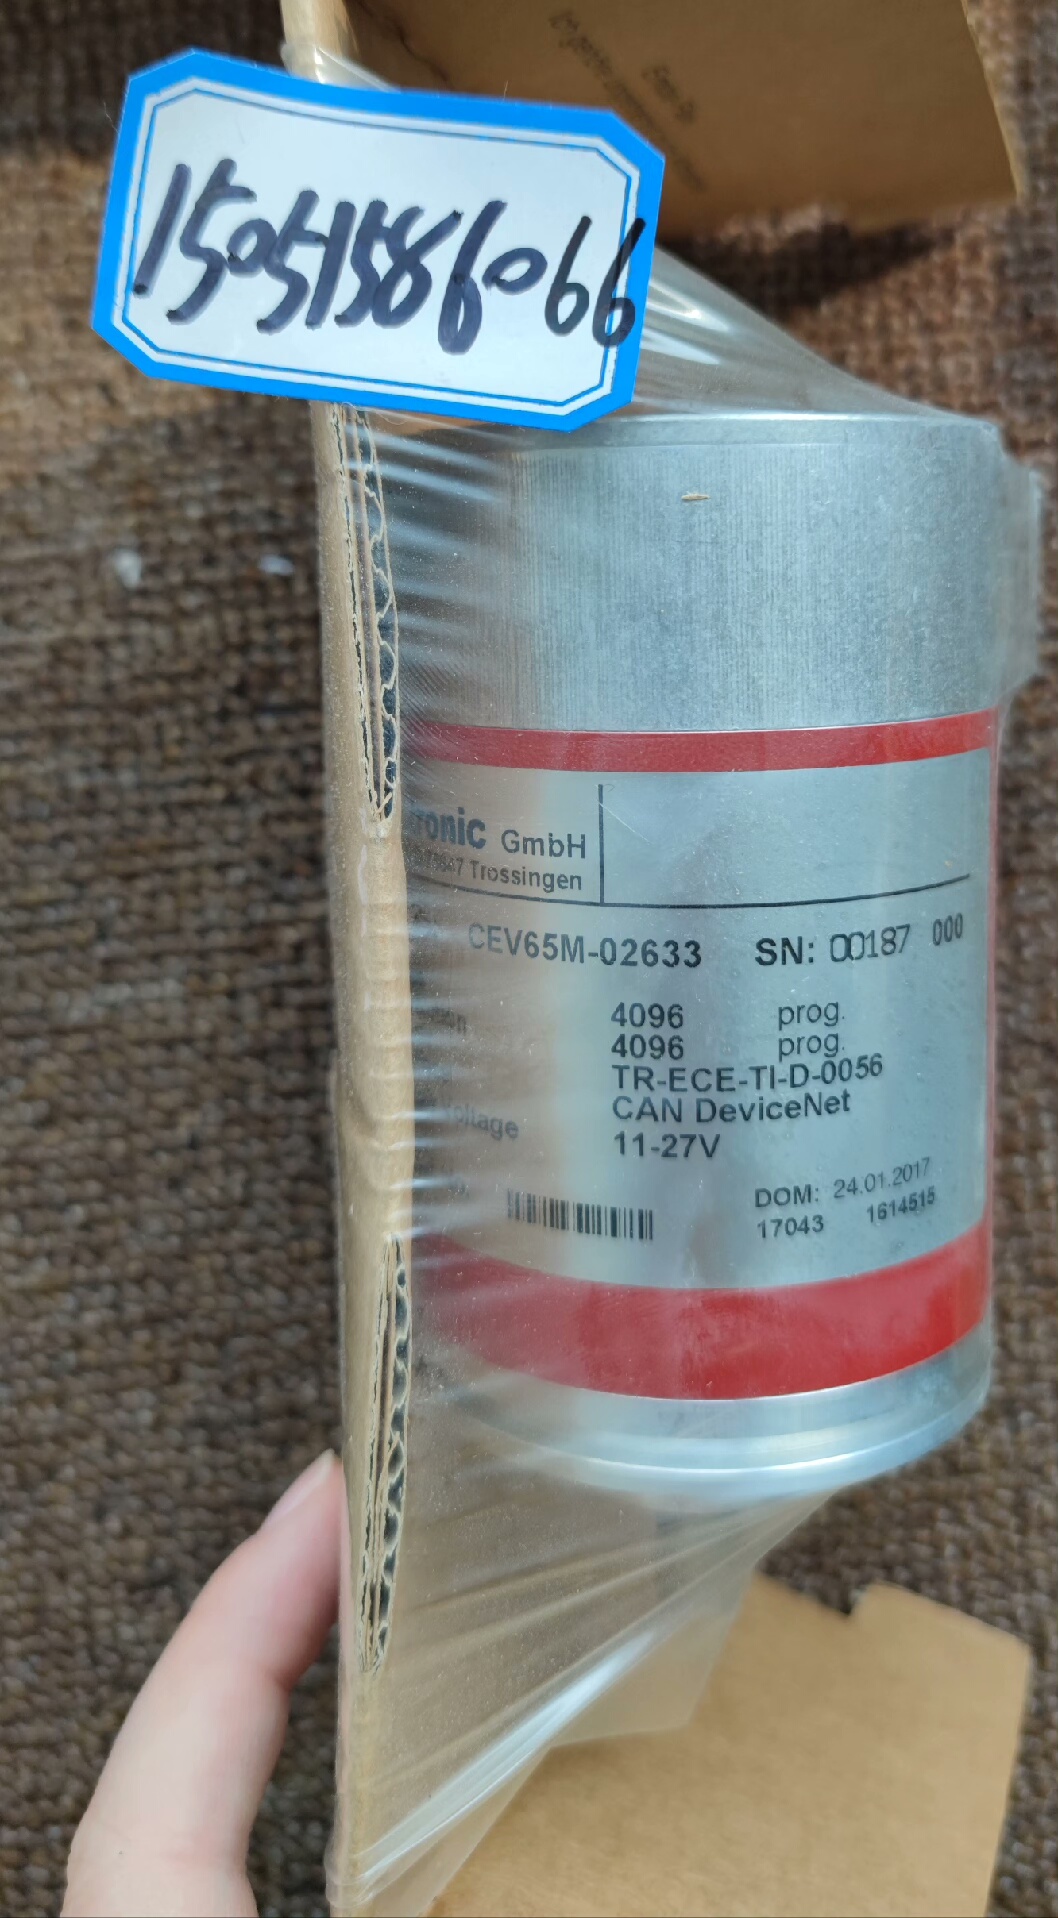 15051586066
ronic GmbH
Trossingen
CEV65M-02633 SN: 00187 000
4096 prog.
4096 prog.
TR-ECE-TI-D-0056
CAN DeviceNet
oltage 11-27V
DOM: 24.01.2017
17043 1614515